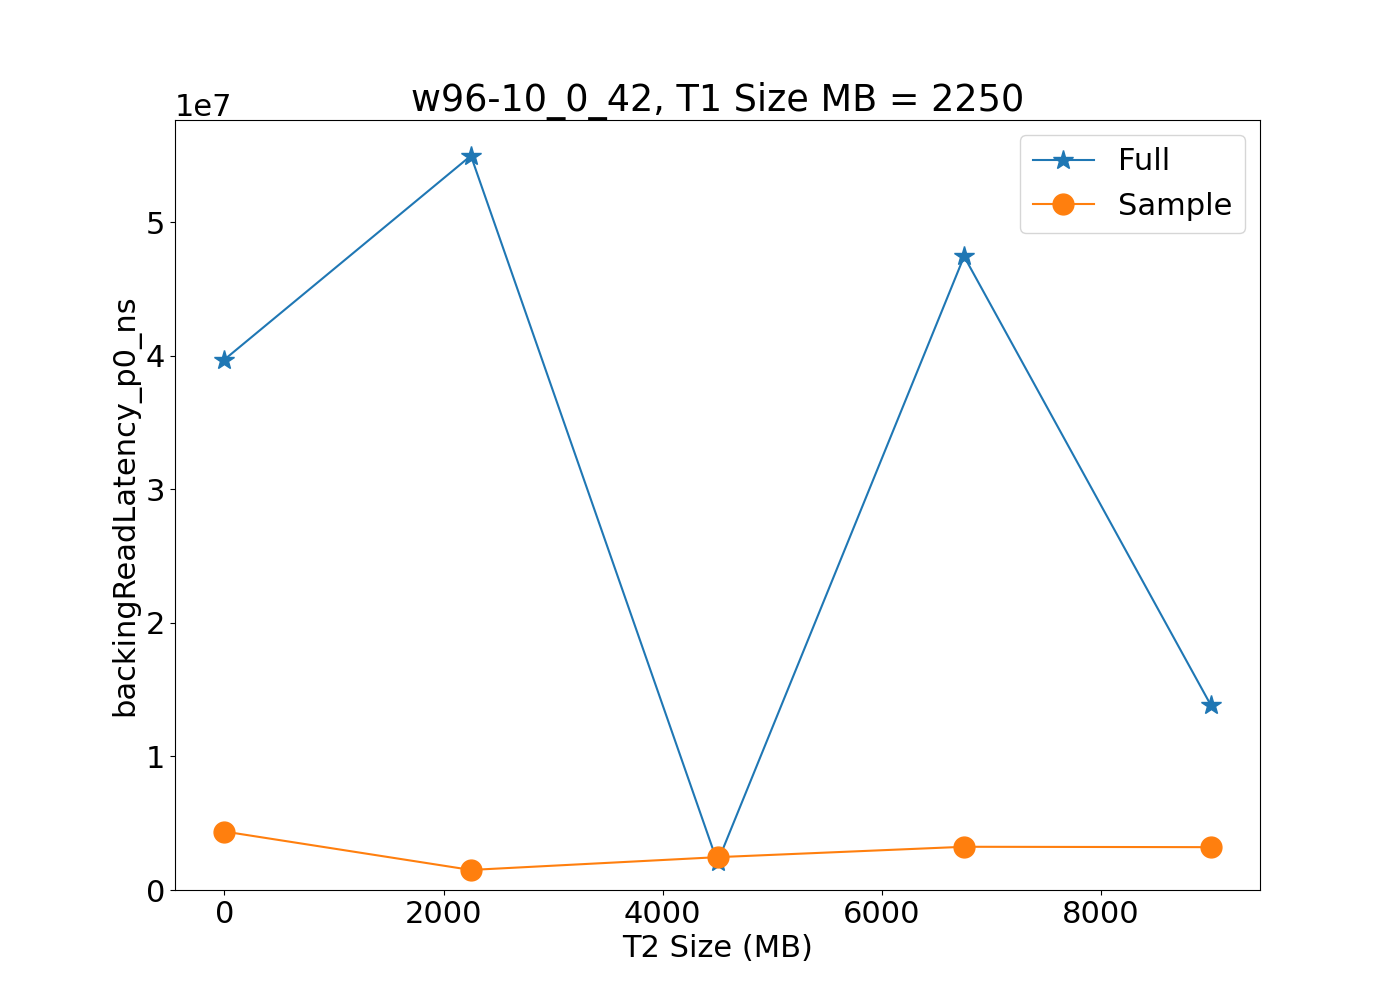 w96-10_0_42, T1 Size MB = 2250
1e7
Full
Sample
backingReadLatency_p0_ns
5
4
3
2
1
0
0 2000 4000 6000 8000
T2 Size (MB)